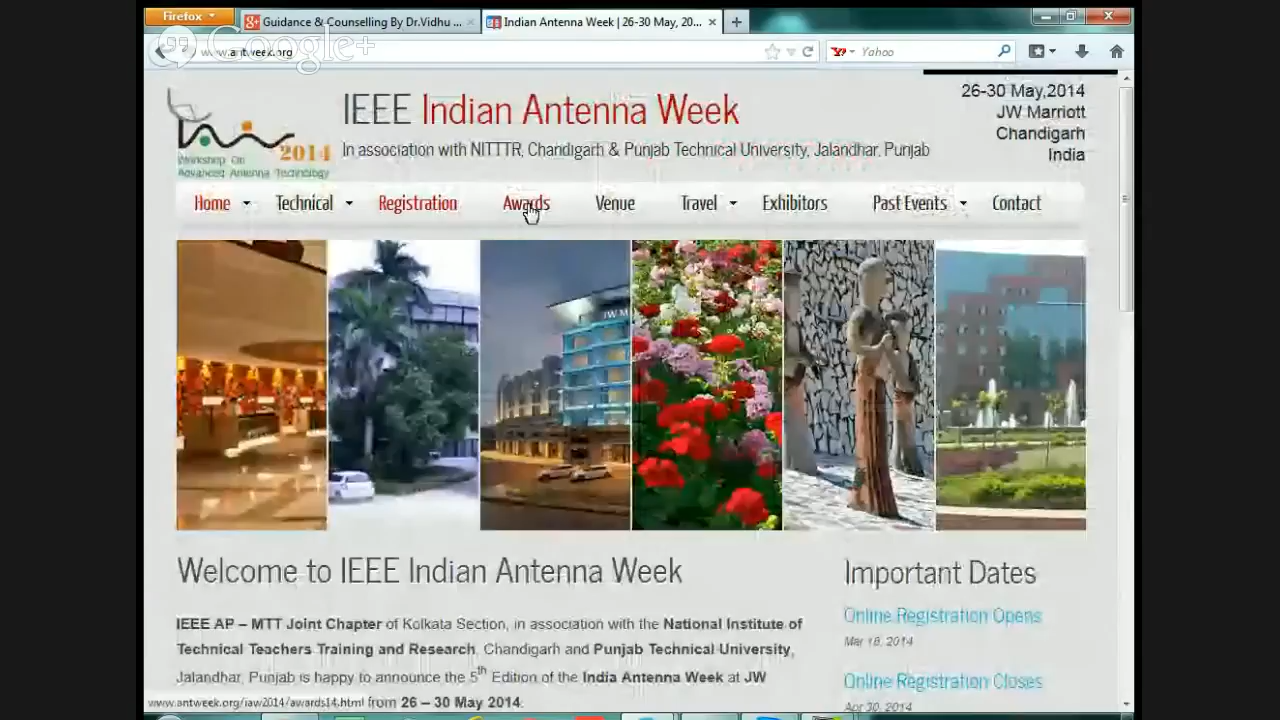 Firefox
Guidance & Counselling By Dr.Vidhu ...
Indian Antenna Week | 26-30 May, 20...
Google+
www.antweek.org
Yahoo
IEEE Indian Antenna Week
In association with NITTTR, Chandigarh & Punjab Technical University, Jalandhar, Punjab
26-30 May,2014
JW Marriott
Chandigarh
India
2014
Workshop On
Advanced Antenna Technology
Home Technical Registration Awards Venue Travel Exhibitors Past Events Contact
JW M
Welcome to IEEE Indian Antenna Week
IEEE AP – MTT Joint Chapter of Kolkata Section, in association with the National Institute of
Technical Teachers Training and Research, Chandigarh and Punjab Technical University,
Jalandhar, Punjab is happy to announce the 5th Edition of the India Antenna Week at JW
from 26 – 30 May 2014.
Important Dates
Online Registration Opens
Mar 18, 2014
Online Registration Closes
Apr 30, 2014
www.antweek.org/iaw2014/awards14.html